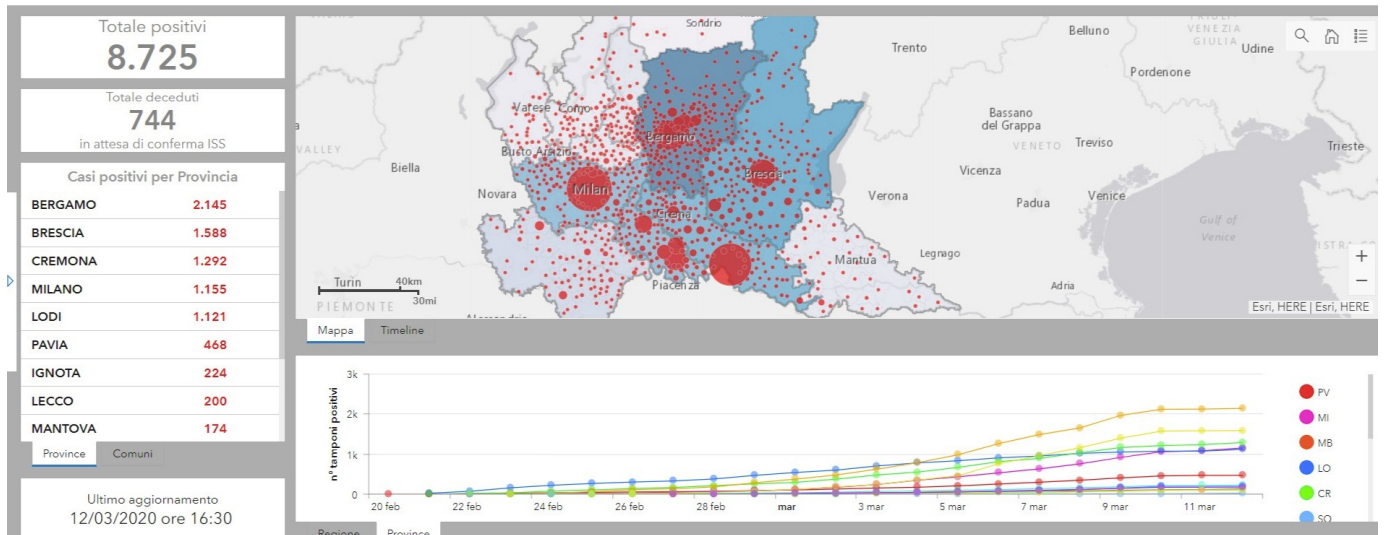 Totale positivi
8.725
Totale deceduti
744
in attesa di conferma ISS
Casi positivi per Provincia
BERGAMO 2.145
BRESCIA 1.588
CREMONA 1.292
MILANO 1.155
LODI 1.121
PAVIA 468
IGNOTA 224
LECCO 200
MANTOVA 174
Province Comuni
Ultimo aggiornamento
12/03/2020 ore 16:30
Sondrio
Trento
Belluno
VENEZIA
GIULIA
Udine
Pordenone
Varese Como
Bergamo
Bassano
del Grappa
VALLEY
Busto Arsizio
VENETO Treviso
Trieste
Biella
Brescia
Vicenza
Novara
Milan
Verona
Padua
Venice
Crema
Gulf of
Venice
Legnago
Mantua
Turin
40km
Piacenza
Adria
30mi
PIEMONTE
Esri, HERE | Esri, HERE
Mappa Timeline
n° tamponi positivi
3k
2k
1k
0
20 feb 22 feb 24 feb 26 feb 28 feb mar 3 mar 5 mar 7 mar 9 mar 11 mar
PV
MI
MB
LO
CR
SO
Regione Province